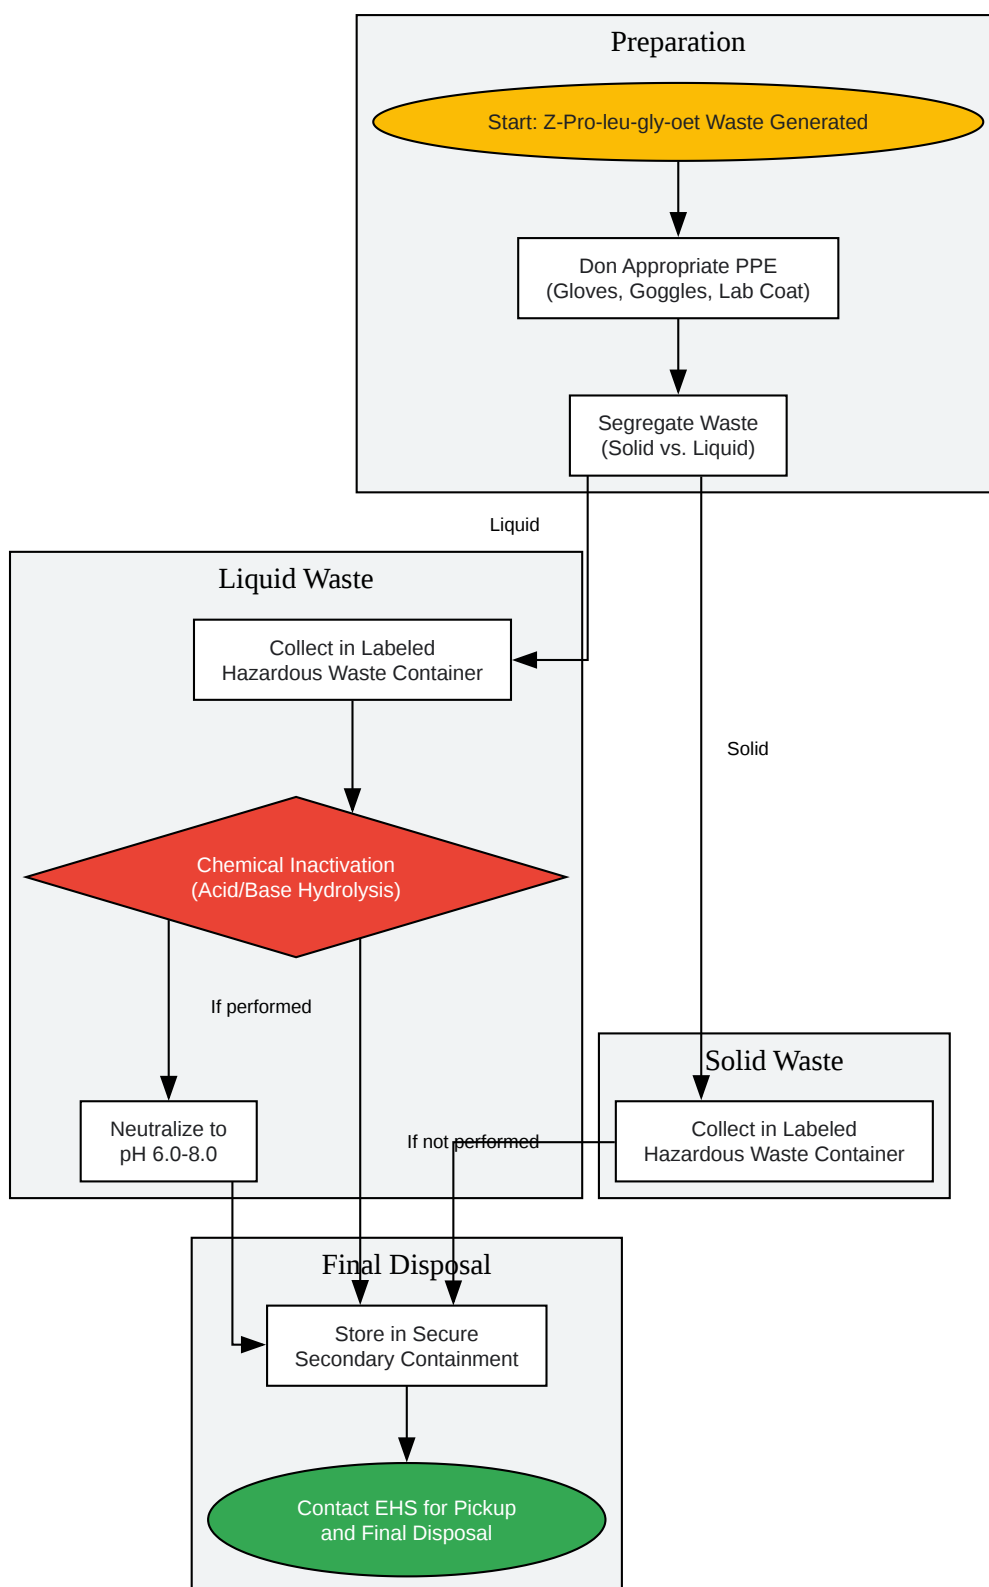 Preparation
Start: Z-Pro-leu-gly-oet Waste Generated
Don Appropriate PPE
(Gloves, Goggles, Lab Coat)
Segregate Waste
(Solid vs. Liquid)
Liquid
Liquid Waste
Collect in Labeled
Hazardous Waste Container
Solid
Chemical Inactivation
(Acid/Base Hydrolysis)
If performed
Solid Waste
Neutralize to
pH 6.0-8.0
If not performed
Collect in Labeled
Hazardous Waste Container
Final Disposal
Store in Secure
Secondary Containment
Contact EHS for Pickup
and Final Disposal